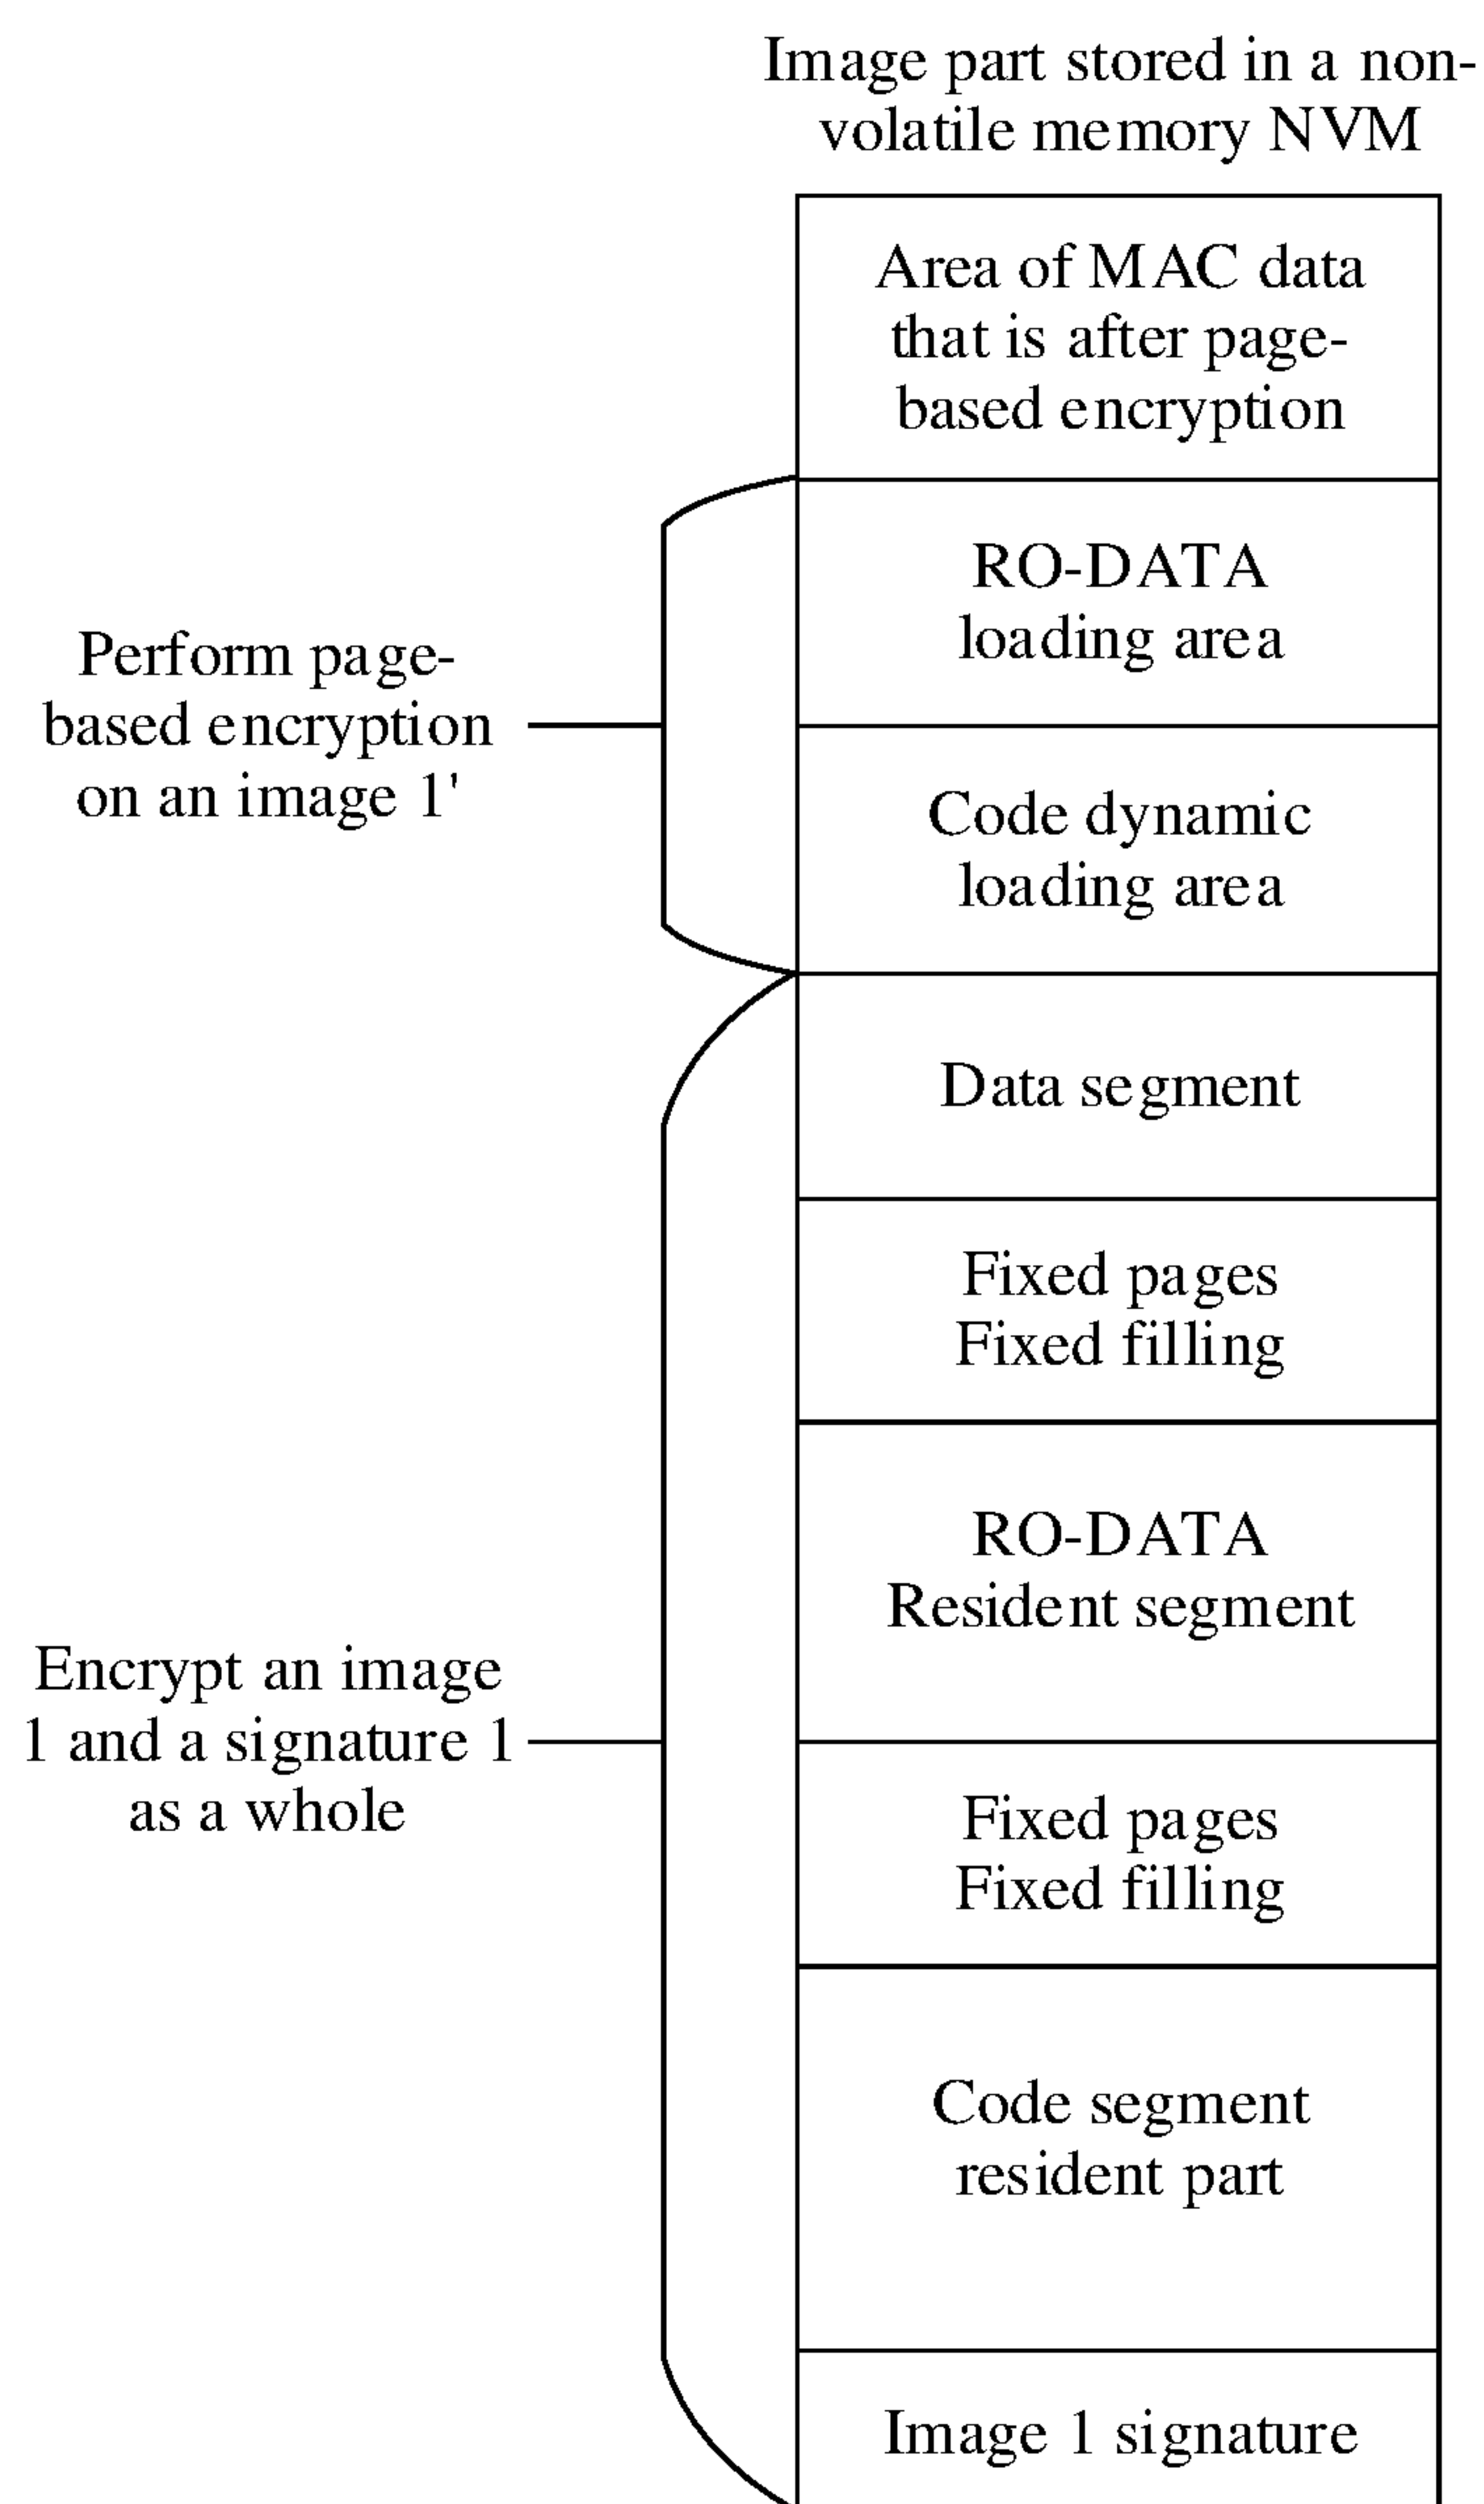 Image part stored in a non-
volatile memory NVM
Area of MAC data
that is after page-
based encryption
RO-DATA
loading area
Perform page-
based encryption
on an image 1'
Code dynamic
loading area
Data segment
Fixed pages
Fixed filling
RO-DATA
Resident segment
Encrypt an image
1 and a signature 1
as a whole
Fixed pages
Fixed filling
Code segment
resident part
Image 1 signature